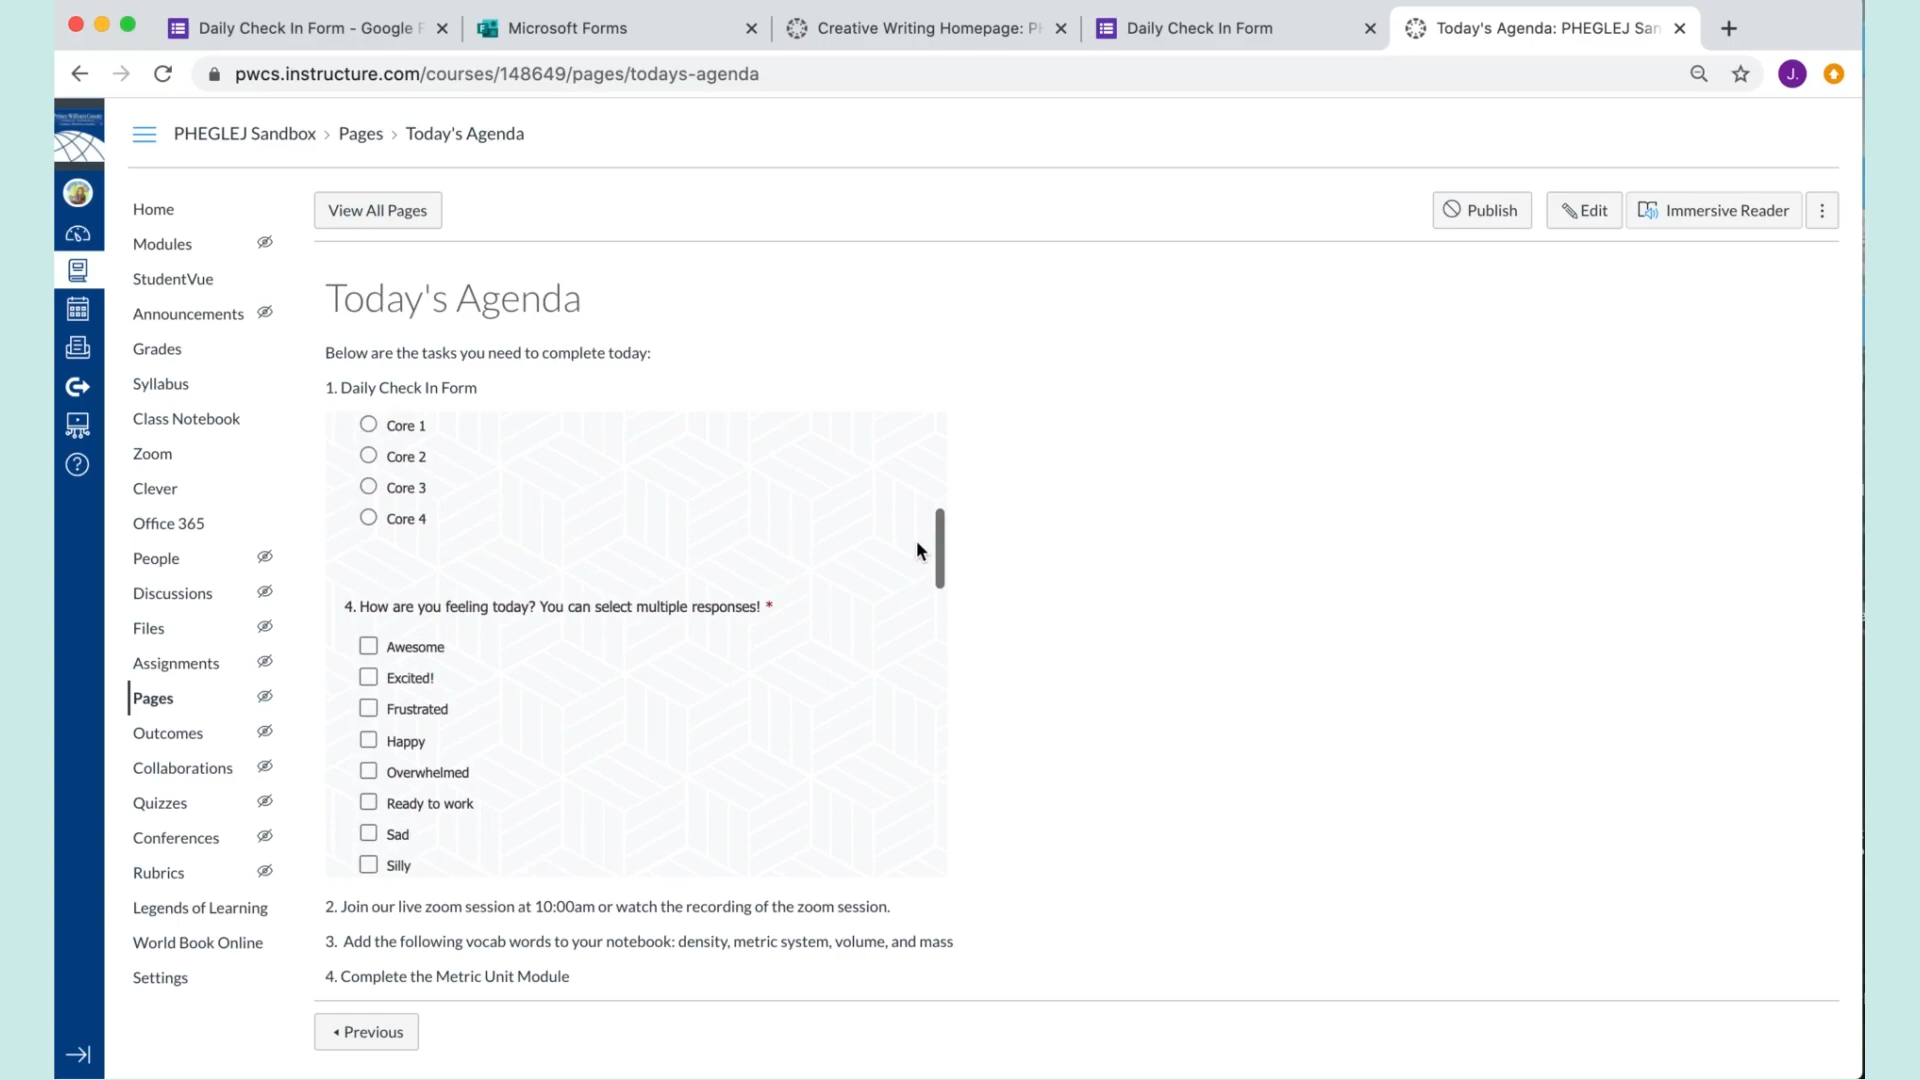 Daily Check In Form - Google F
Microsoft Forms
Creative Writing Homepage: PH
Daily Check In Form
Today's Agenda: PHEGLEJ San
pwcs.instructure.com/courses/148649/pages/todays-agenda
J.
PHEGLEJ Sandbox › Pages › Today's Agenda
Home
Modules
StudentVue
Announcements
Grades
Syllabus
Class Notebook
Zoom
Clever
Office 365
People
Discussions
Files
Assignments
Pages
Outcomes
Collaborations
Quizzes
Conferences
Rubrics
Legends of Learning
World Book Online
Settings
View All Pages
Publish
Edit
Immersive Reader
Today's Agenda
Below are the tasks you need to complete today:
1. Daily Check In Form
Core 1
Core 2
Core 3
Core 4
4. How are you feeling today? You can select multiple responses! *
Awesome
Excited!
Frustrated
Happy
Overwhelmed
Ready to work
Sad
Silly
2. Join our live zoom session at 10:00am or watch the recording of the zoom session.
3. Add the following vocab words to your notebook: density, metric system, volume, and mass
4. Complete the Metric Unit Module
Previous